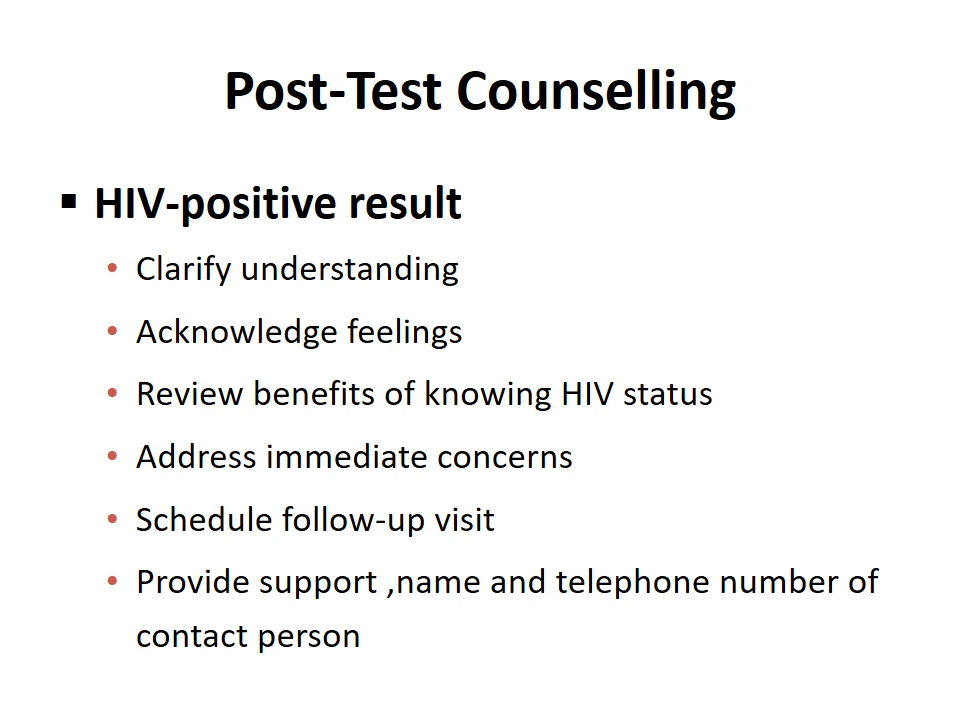 Post-Test Counselling
▪ HIV-positive result
• Clarify understanding
• Acknowledge feelings
• Review benefits of knowing HIV status
• Address immediate concerns
• Schedule follow-up visit
• Provide support ,name and telephone number of
contact person